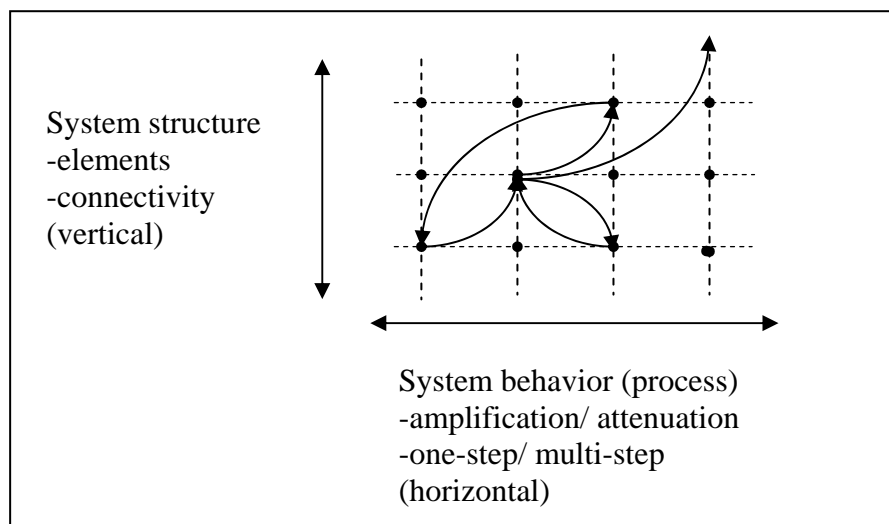 System structure
-elements
-connectivity
(vertical)
System behavior (process)
-amplification/ attenuation
-one-step/ multi-step
(horizontal)